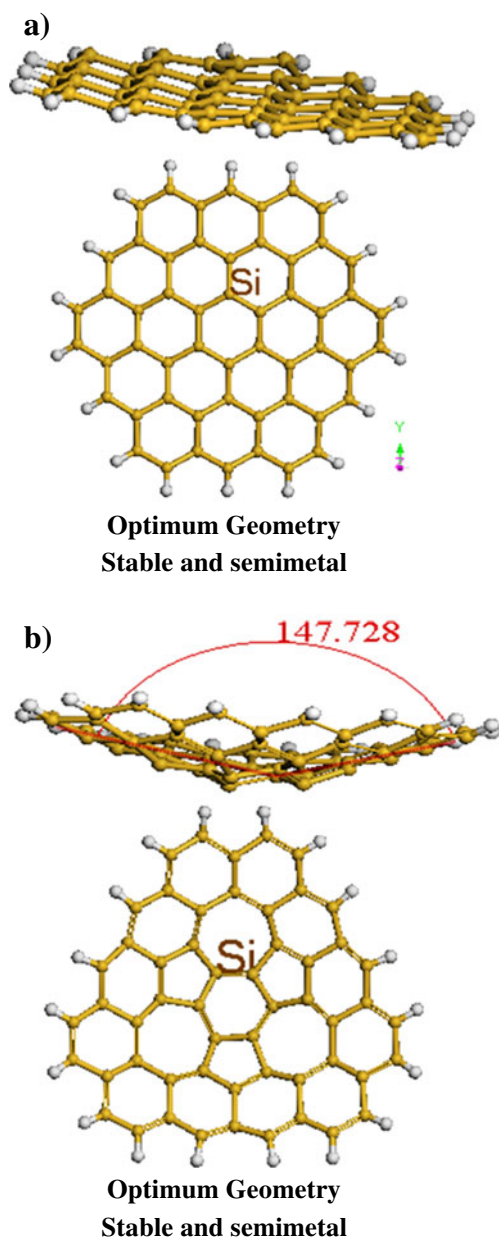 a)
Si
Y
Z
Optimum Geometry
Stable and semimetal
b)
147.728
Si
Optimum Geometry
Stable and semimetal